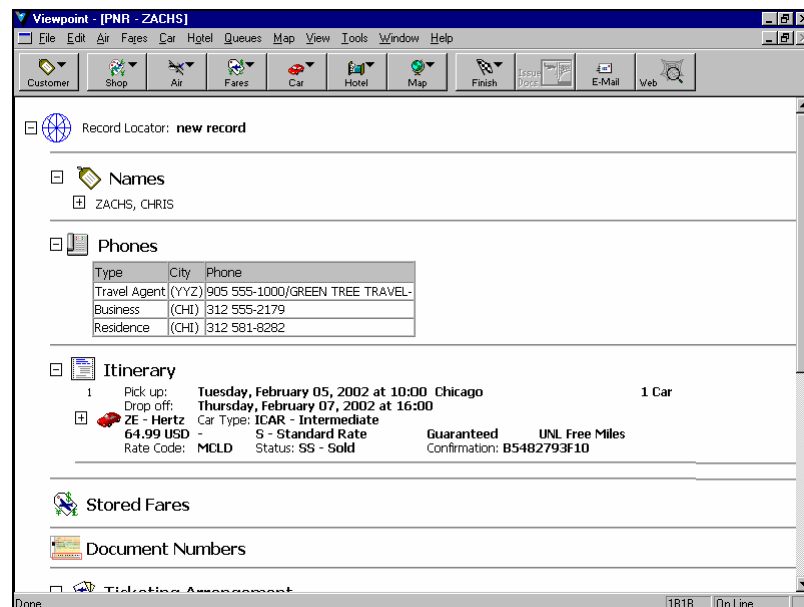 Viewpoint - [PNR - ZACHS]
File Edit Air Fares Car Hotel Queues Map View Tools Window Help
Customer Shop Air Fares Car Hotel Map Finish Issue Docs E-Mail Web
Record Locator: new record
Names
ZACHS, CHRIS
Phones
Type City Phone
Travel Agent (YYZ) 905 555-1000/GREEN TREE TRAVEL-
Business (CHI) 312 555-2179
Residence (CHI) 312 581-8282
Itinerary
1 Pick up: Tuesday, February 05, 2002 at 10:00 Chicago 1 Car
Drop off: Thursday, February 07, 2002 at 16:00
ZE - Hertz Car Type: ICAR - Intermediate
64.99 USD - S - Standard Rate Guaranteed UNL Free Miles
Rate Code: MCLD Status: SS - Sold Confirmation: B5482793F10
Stored Fares
Document Numbers
Ticketing Arrangement
Done 1B1B On Line